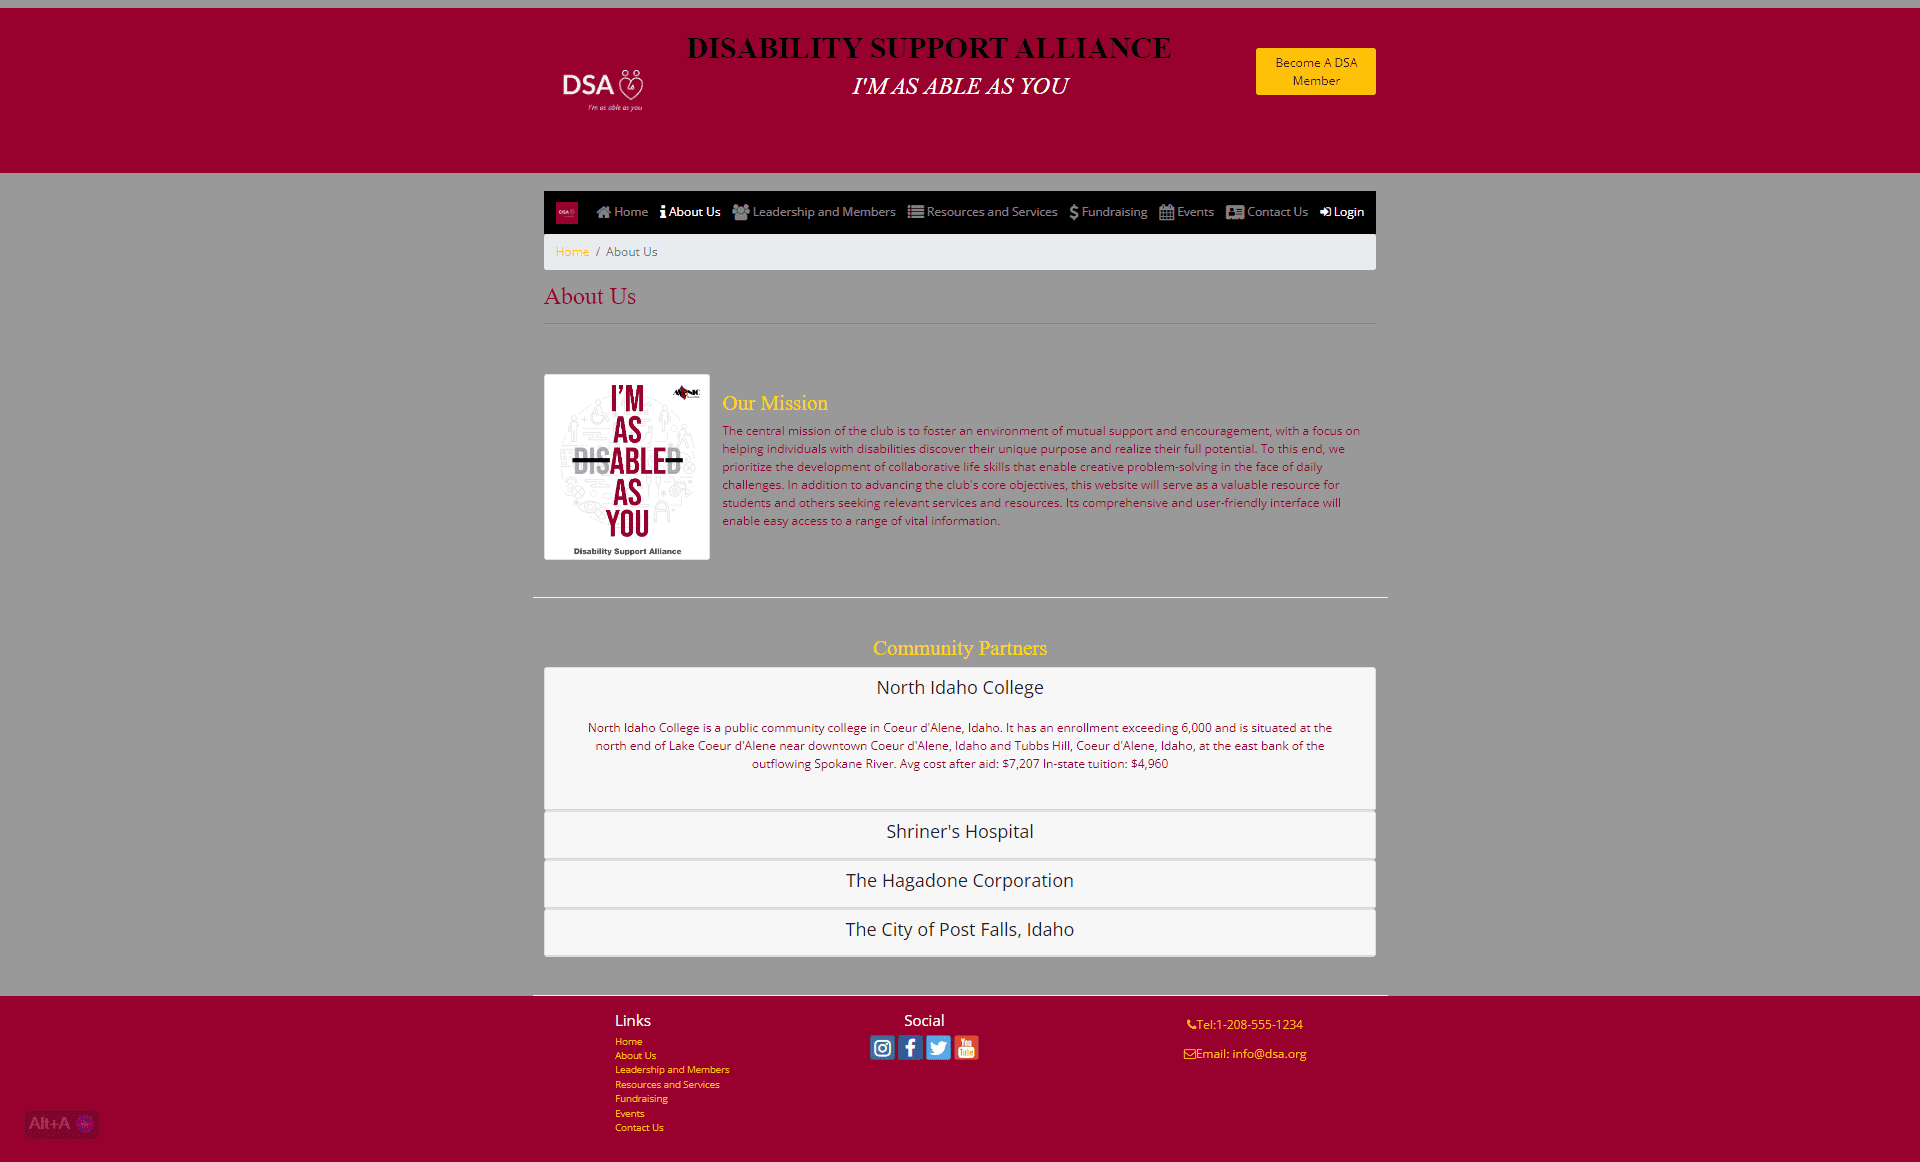 DISABILITY SUPPORT ALLIANCE
I'M AS ABLE AS YOU
DSA
I'm as able as you
Become A DSA
Member
DSA
Home About Us Leadership and Members Resources and Services Fundraising Events Contact Us Login
Home / About Us
About Us
I'M
AS
DISABLED
AS
YOU
Disability Support Alliance
Our Mission
The central mission of the club is to foster an environment of mutual support and encouragement, with a focus on
helping individuals with disabilities discover their unique purpose and realize their full potential. To this end, we
prioritize the development of collaborative life skills that enable creative problem-solving in the face of daily
challenges. In addition to advancing the club's core objectives, this website will serve as a valuable resource for
students and others seeking relevant services and resources. Its comprehensive and user-friendly interface will
enable easy access to a range of vital information.
Community Partners
North Idaho College
North Idaho College is a public community college in Coeur d'Alene, Idaho. It has an enrollment exceeding 6,000 and is situated at the
north end of Lake Coeur d'Alene near downtown Coeur d'Alene, Idaho and Tubbs Hill, Coeur d'Alene, Idaho, at the east bank of the
outflowing Spokane River. Avg cost after aid: $7,207 In-state tuition: $4,960
Shriner's Hospital
The Hagadone Corporation
The City of Post Falls, Idaho
Links
Home
About Us
Leadership and Members
Resources and Services
Fundraising
Events
Contact Us
Social
You
Tube
Tel:1-208-555-1234
Email: info@dsa.org
Alt+A